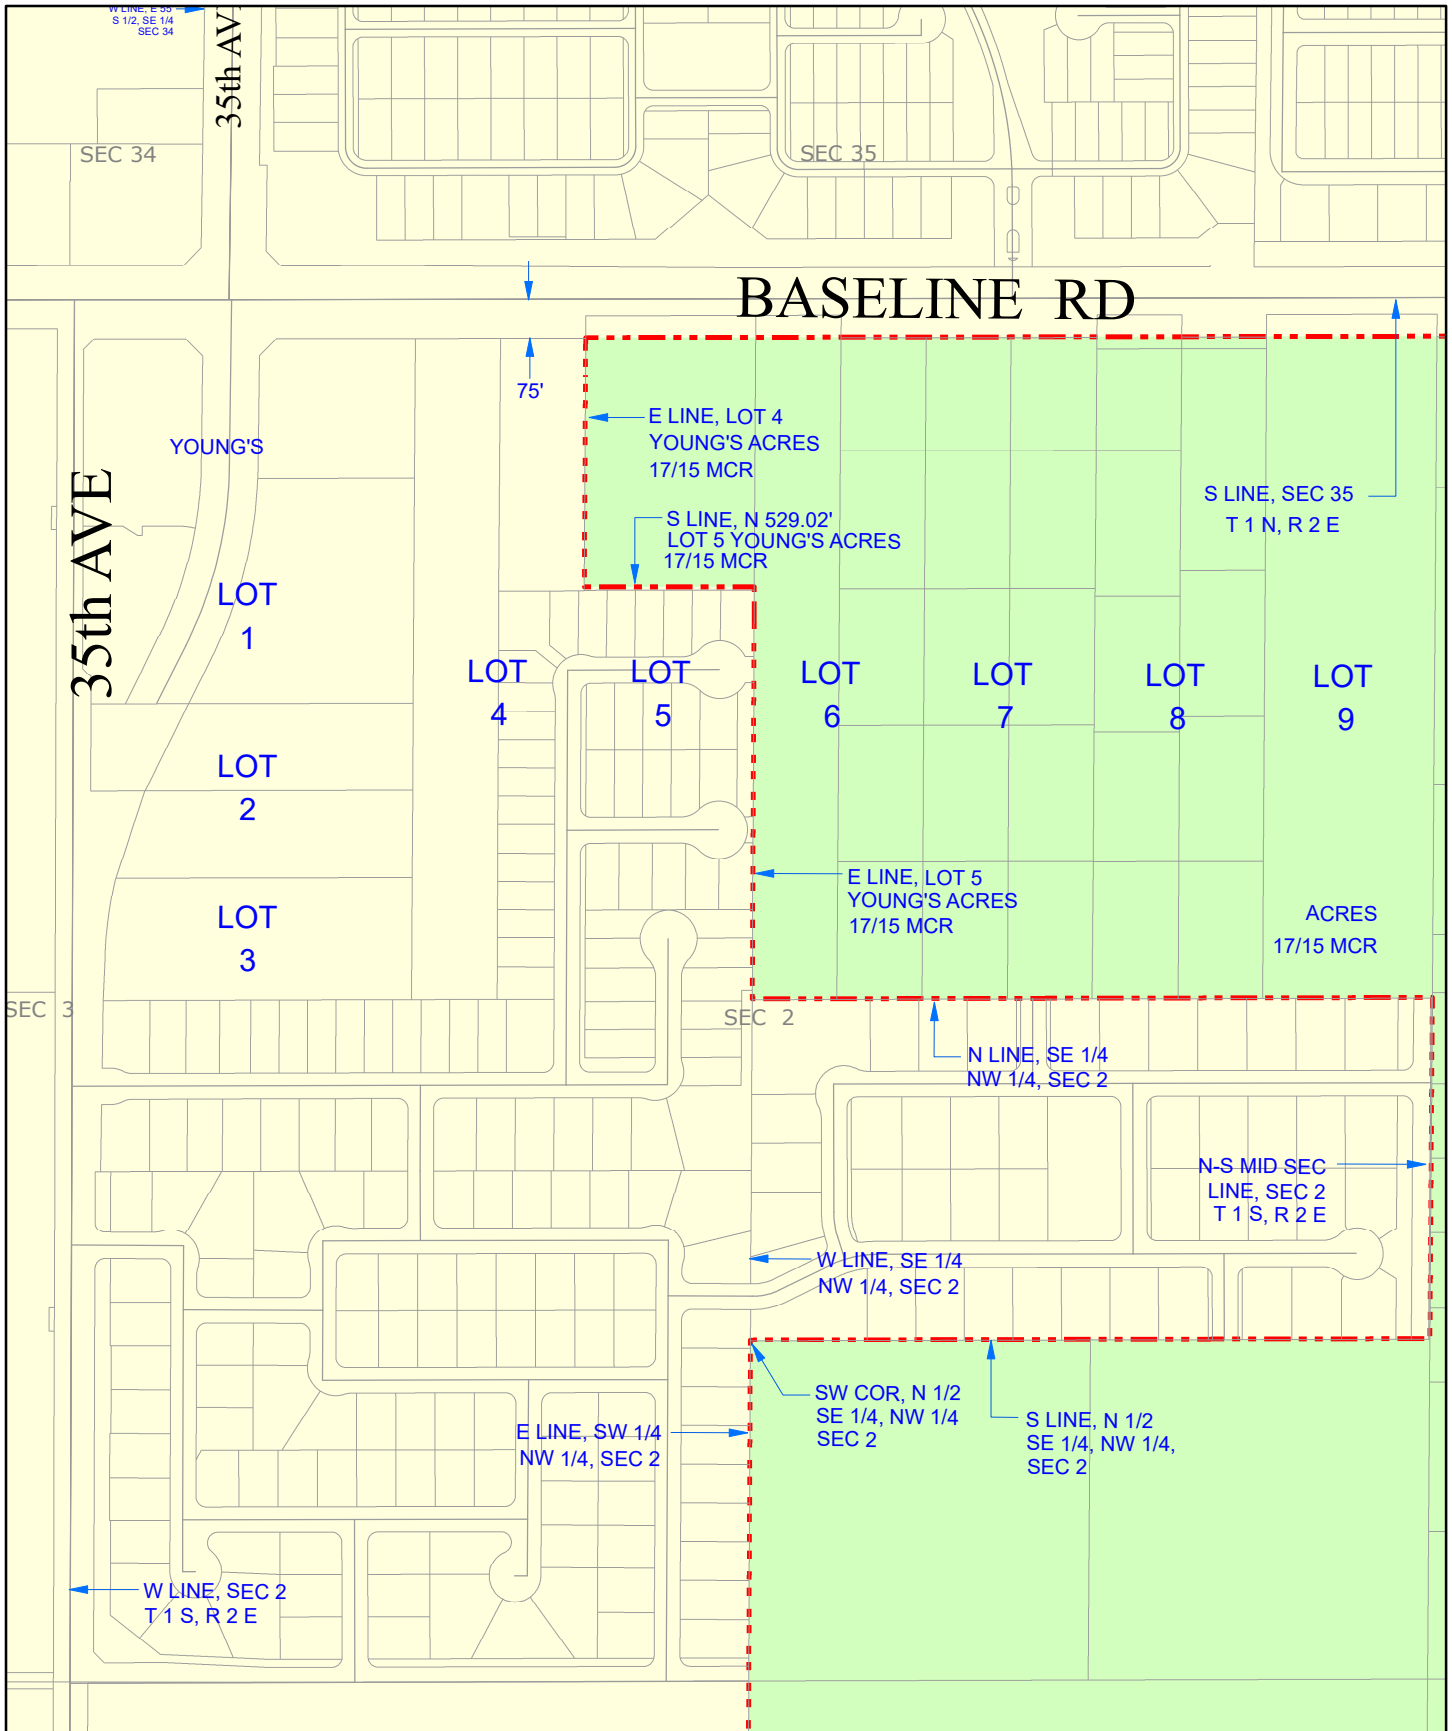 W LINE, E 55
S 1/2, SE 1/4
SEC 34
35th AV
SEC 34
SEC 35
BASELINE RD
75'
E LINE, LOT 4
YOUNG'S ACRES
17/15 MCR
YOUNG'S
35th AVE
S LINE, SEC 35
T 1 N, R 2 E
S LINE, N 529.02'
LOT 5 YOUNG'S ACRES
17/15 MCR
LOT
1
LOT
4
LOT
5
LOT
6
LOT
7
LOT
8
LOT
9
LOT
2
LOT
3
E LINE, LOT 5
YOUNG'S ACRES
17/15 MCR
ACRES
17/15 MCR
SEC 3
SEC 2
N LINE, SE 1/4
NW 1/4, SEC 2
N-S MID SEC
LINE, SEC 2
T 1 S, R 2 E
W LINE, SE 1/4
NW 1/4, SEC 2
SW COR, N 1/2
SE 1/4, NW 1/4
SEC 2
S LINE, N 1/2
SE 1/4, NW 1/4,
SEC 2
E LINE, SW 1/4
NW 1/4, SEC 2
W LINE, SEC 2
T 1 S, R 2 E